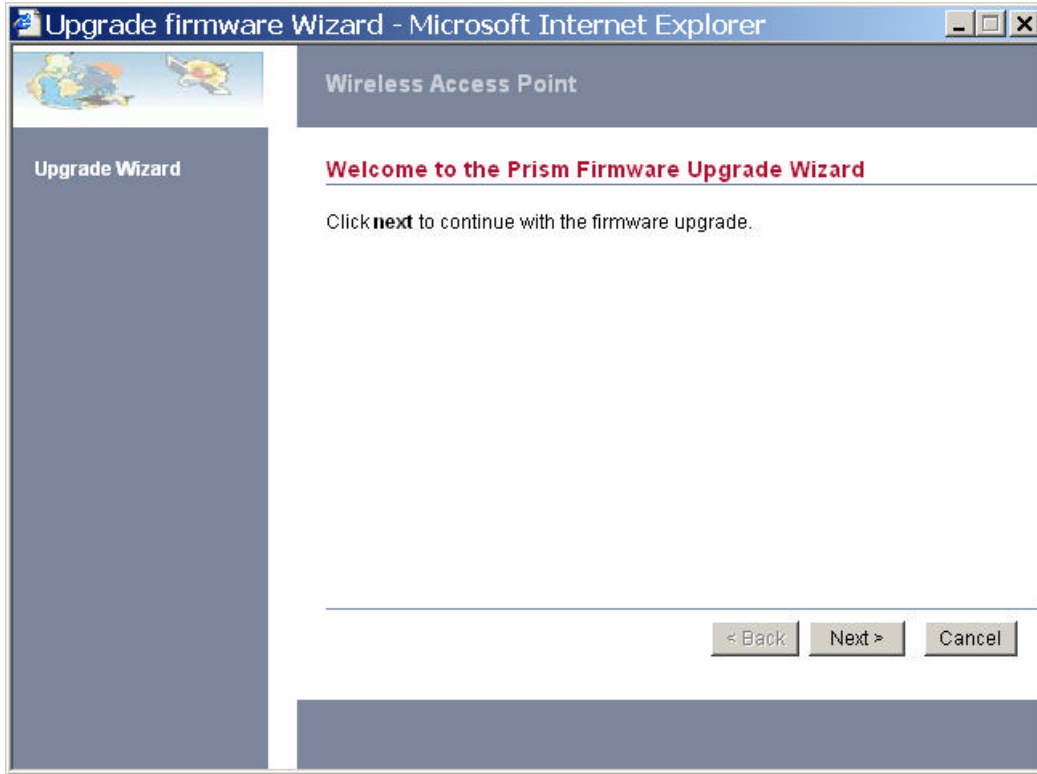 Upgrade firmware Wizard - Microsoft Internet Explorer
Wireless Access Point
Upgrade Wizard
Welcome to the Prism Firmware Upgrade Wizard
Click next to continue with the firmware upgrade.
< Back
Next >
Cancel